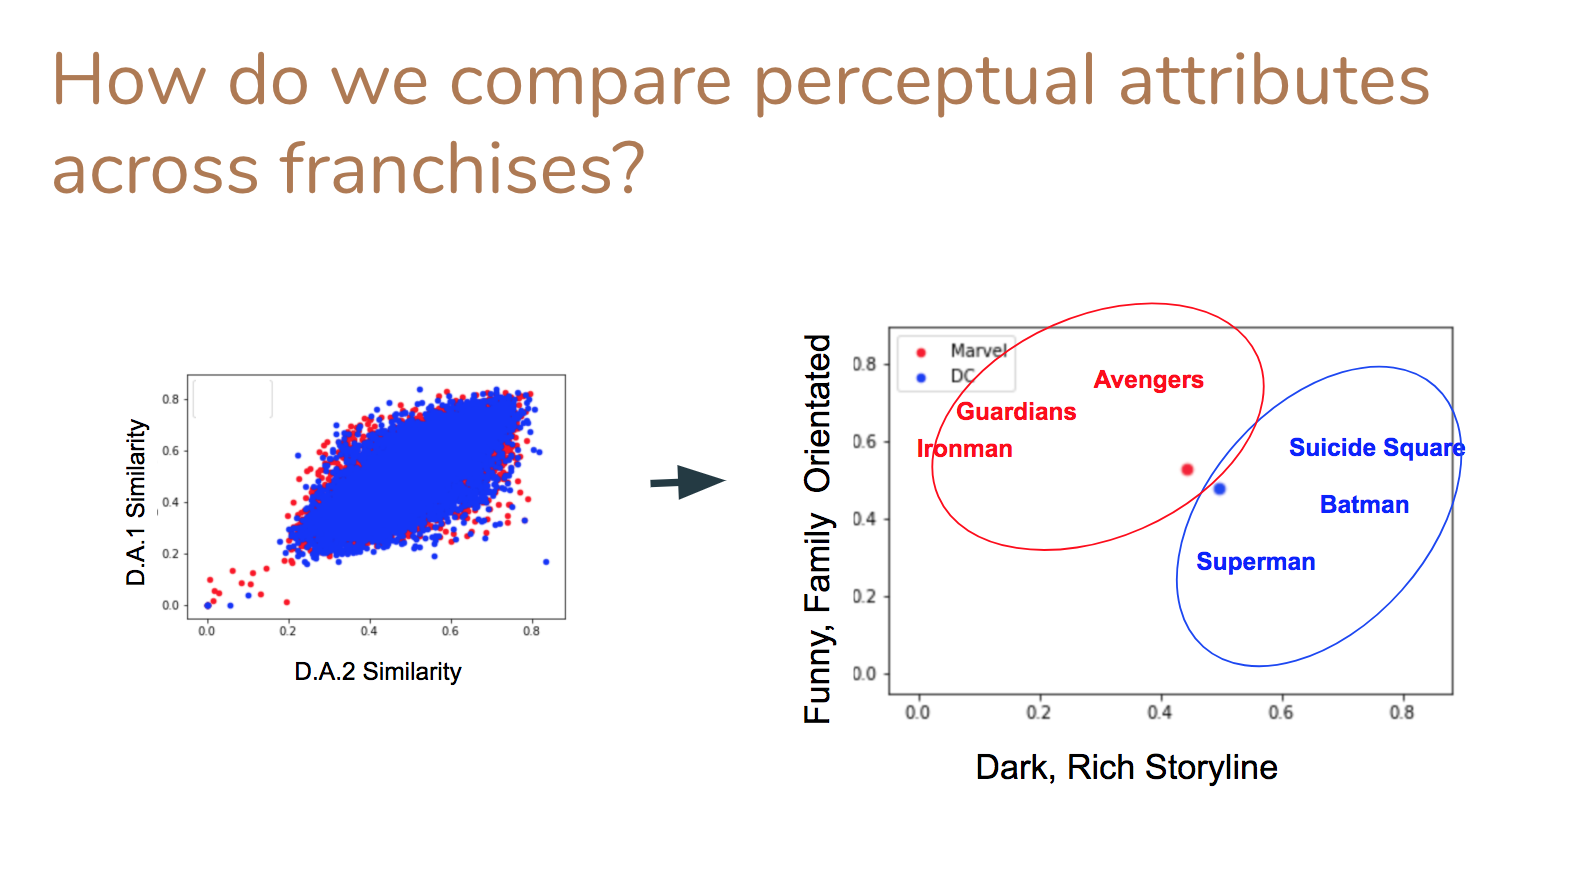 How do we compare perceptual attributes
across franchises?
D.A.1 Similarity
0.8
0.6
0.4
0.2
0.0
0.0 0.2 0.4 0.6 0.8
D.A.2 Similarity
Funny, Family Orientated
0.8
0.6
0.4
0.2
0.0
Marvel
DC
Avengers
Guardians
Ironman
Suicide Square
Batman
Superman
0.0 0.2 0.4 0.6 0.8
Dark, Rich Storyline